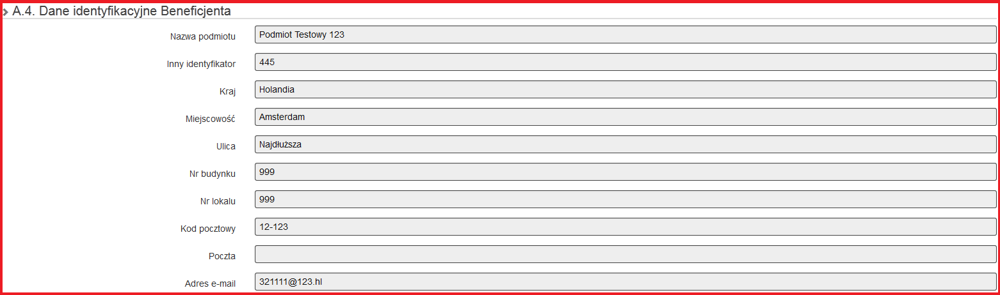 A.4. Dane identyfikacyjne Beneficjenta
Nazwa podmiotu Podmiot Testowy 123
Inny identyfikator 445
Kraj Holandia
Miejscowość Amsterdam
Ulica Najdłuższa
Nr budynku 999
Nr lokalu 999
Kod pocztowy 12-123
Poczta
Adres e-mail 321111@123.hl